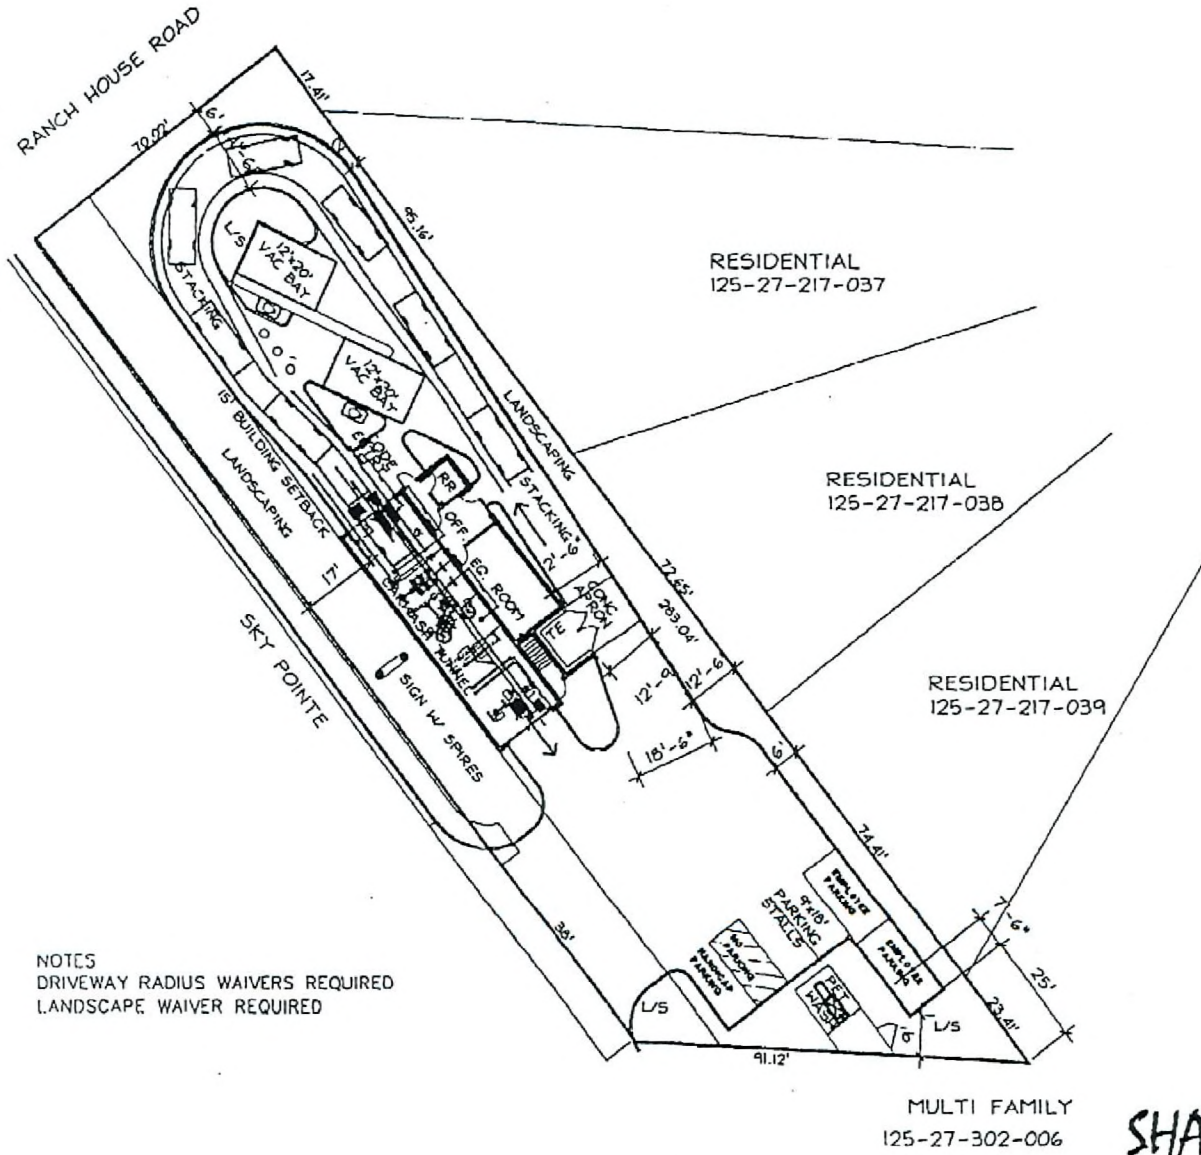 RANCH HOUSE ROAD
17.41'
6'
L/S
12'x20'
VAC BAY
95.16'
STACKING
RESIDENTIAL
125-27-217-037
12'x20'
VAC BAY
15' BUILDING SETBACK
LANDSCAPING
LANDSCAPING
RR
OFF.
STACKING
RESIDENTIAL
125-27-217-038
17'
EQ. ROOM
CONC
APRON
TE
72.65'
283.04'
TUNNEL
SKY POINTE
SIGN W/ SPIRES
12'-9
12'-6
18'-6"
6'
RESIDENTIAL
125-27-217-039
74.41'
EMPLOYEE
PARKING
9'x18'
PARKING
STALLS
EMPLOYEE
PARKING
7'-6"
25'
23.41'
38'
HANDICAP
PARKING
PET
WASH
L/S
L/S
91.12'
NOTES
DRIVEWAY RADIUS WAIVERS REQUIRED
LANDSCAPE WAIVER REQUIRED
MULTI FAMILY
125-27-302-006
SHA